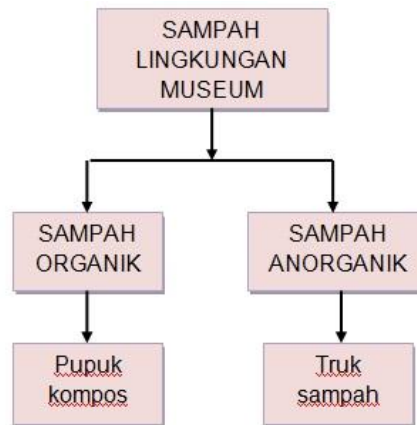 SAMPAH
LINGKUNGAN
MUSEUM
SAMPAH
ORGANIK
SAMPAH
ANORGANIK
Pupuk
kompos
Truk
sampah